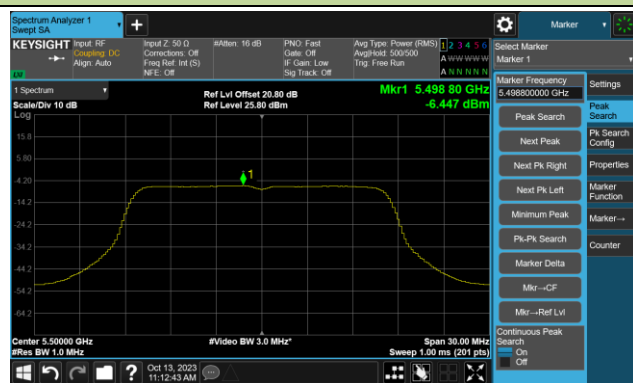 Spectrum Analyzer 1
Swept SA
Marker
KEYSIGHT
Input: RF
Coupling: DC
Align: Auto
Input Z: 50 Ω
Corrections: Off
Freq Ref: Int (S)
NFE: Off
#Atten: 16 dB
PNO: Fast
Gate: Off
IF Gain: Low
Sig Track: Off
Avg Type: Power (RMS)
Avg|Hold: 500/500
Trig: Free Run
1 2 3 4 5 6
A W W W W W
A N N N N N
Select Marker
Marker 1
1 Spectrum
Scale/Div 10 dB
Log
Ref Lvl Offset 20.80 dB
Ref Level 25.80 dBm
Mkr1 5.498 80 GHz
-6.447 dBm
15.8
5.80
-4.20
-14.2
-24.2
-34.2
-44.2
-54.2
-64.2
1
Center 5.50000 GHz
#Res BW 1.0 MHz
#Video BW 3.0 MHz*
Span 30.00 MHz
Sweep 1.00 ms (201 pts)
Marker Frequency
5.498800000 GHz
Peak Search
Next Peak
Next Pk Right
Next Pk Left
Minimum Peak
Pk-Pk Search
Marker Delta
Mkr→CF
Mkr→Ref Lvl
Continuous Peak
Search
On
Off
Settings
Peak
Search
Pk Search
Config
Properties
Marker
Function
Marker→
Counter
Oct 13, 2023
11:12:43 AM